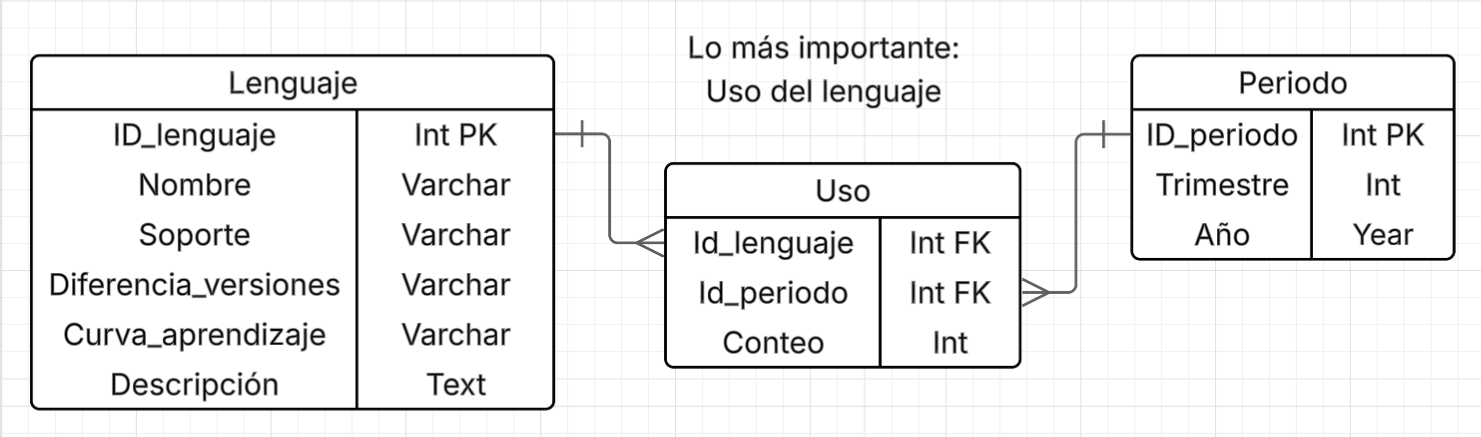 Lo más importante:
Uso del lenguaje
Lenguaje
ID_lenguaje Int PK
Nombre Varchar
Soporte Varchar
Diferencia_versiones Varchar
Curva_aprendizaje Varchar
Descripción Text
Uso
Id_lenguaje Int FK
Id_periodo Int FK
Conteo Int
Periodo
ID_periodo Int PK
Trimestre Int
Año Year